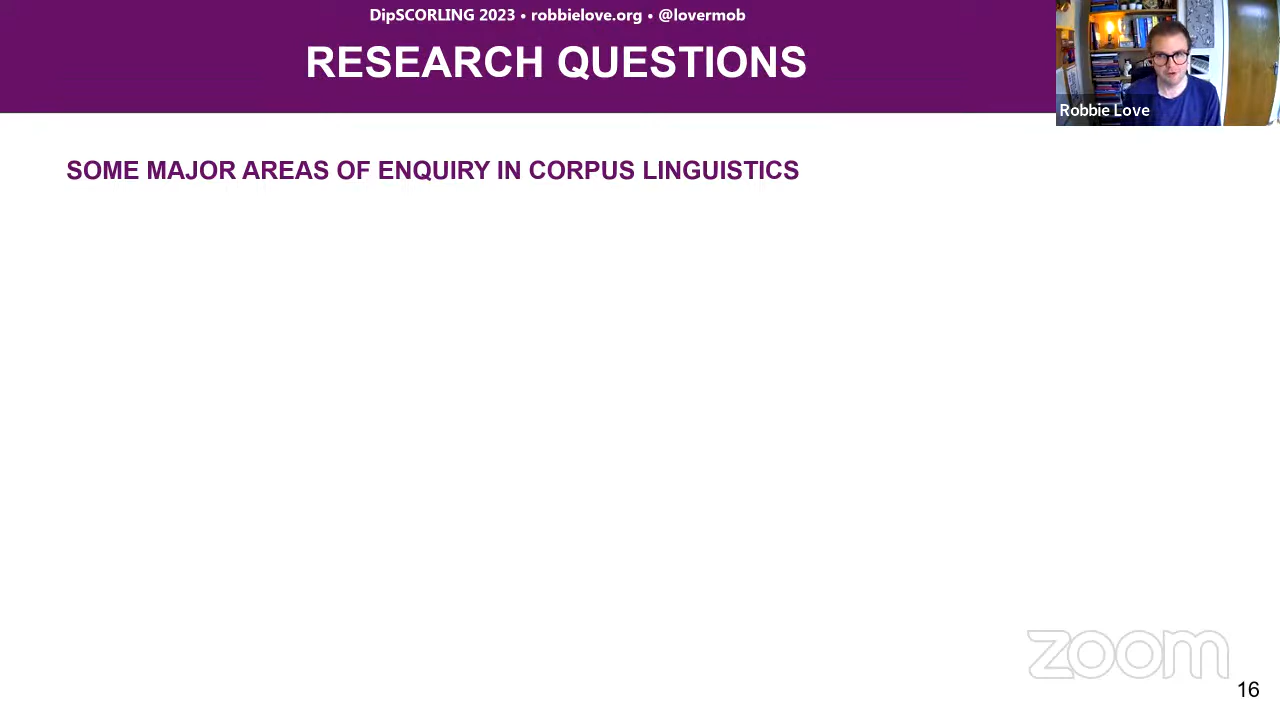 DipSCORLING 2023 • robbielove.org • @lovermob
RESEARCH QUESTIONS
Robbie Love
SOME MAJOR AREAS OF ENQUIRY IN CORPUS LINGUISTICS
zoom
16